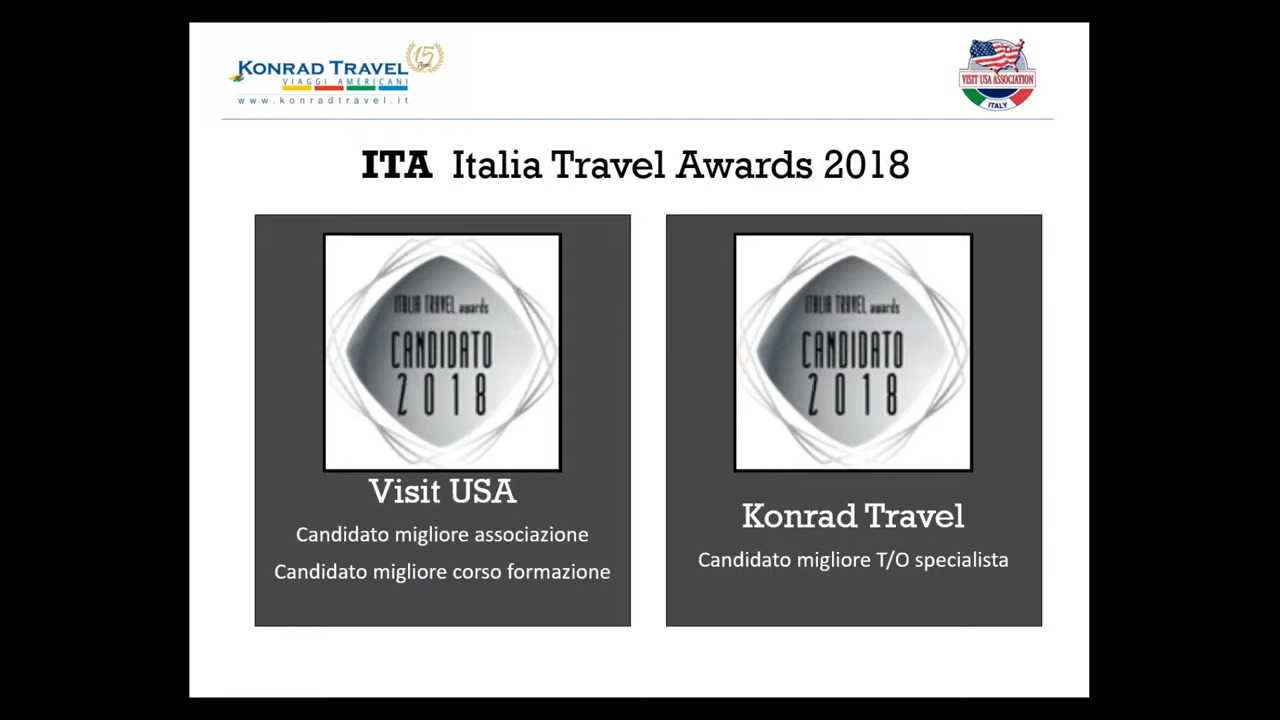 KONRAD TRAVEL
15
Anni
VIAGGI AMERICANI
www.konradtravel.it
VISIT USA ASSOCIATION
ITALY
ITA Italia Travel Awards 2018
ITALIA TRAVEL awards
CANDIDATO
2018
Visit USA
Candidato migliore associazione
Candidato migliore corso formazione
ITALIA TRAVEL awards
CANDIDATO
2018
Konrad Travel
Candidato migliore T/O specialista